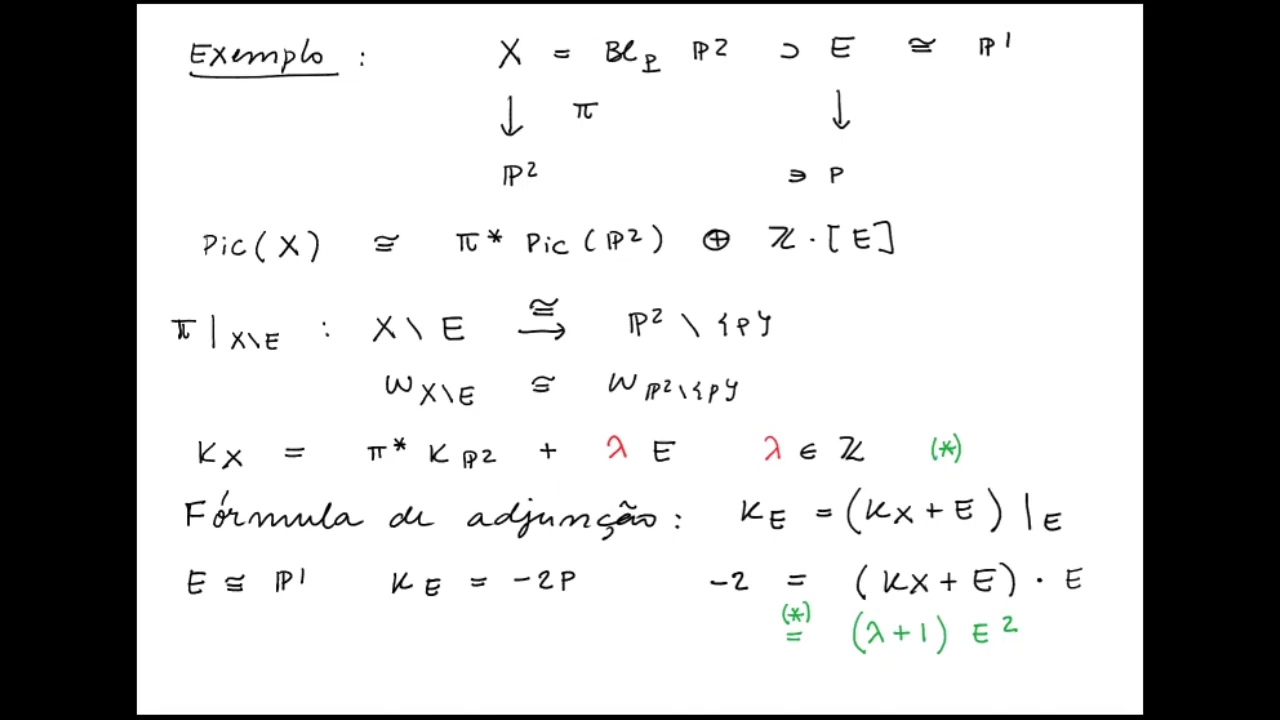 Exemplo : X = Bl_P ℙ² ⊃ E ≅ ℙ¹
↓ π ↓
ℙ² ∋ P
Pic(X) ≅ π* Pic(ℙ²) ⊕ ℤ·[E]
π|_{X\E} : X \ E ≅→ ℙ² \ {p}
ω_{X\E} ≅ ω_{ℙ²\{p}}
K_X = π* K_{ℙ²} + λ E λ ∈ ℤ (*)
Fórmula de adjunção: K_E = (K_X + E)|_E
E ≅ ℙ¹ K_E = -2P -2 = (K_X + E) · E
(*) = (λ+1) E²